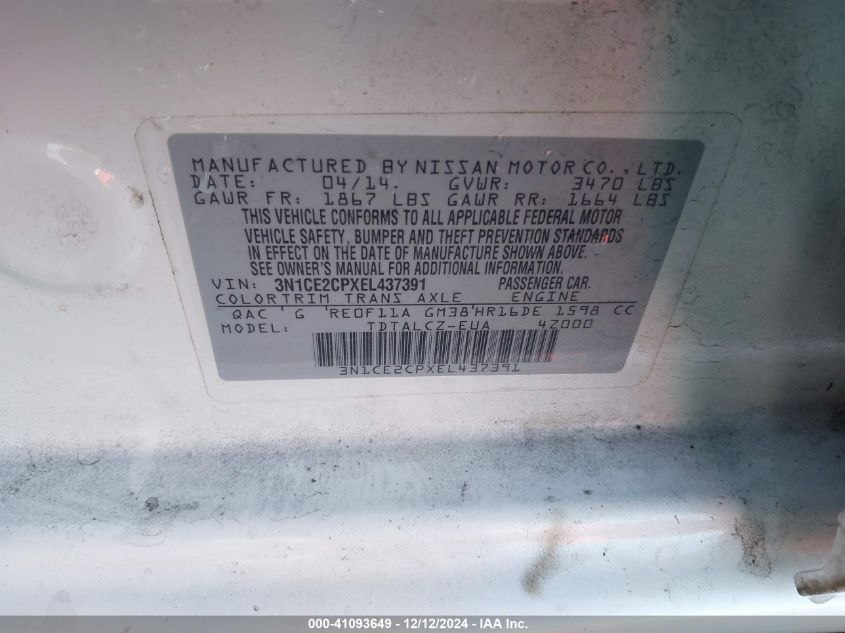 MANUFACTURED BY NISSAN MOTOR CO., LTD.
DATE: 04/14. GVWR: 3470 LBS
GAWR FR: 1867 LBS GAWR RR: 1664 LBS
THIS VEHICLE CONFORMS TO ALL APPLICABLE FEDERAL MOTOR
VEHICLE SAFETY, BUMPER AND THEFT PREVENTION STANDARDS
IN EFFECT ON THE DATE OF MANUFACTURE SHOWN ABOVE.
SEE OWNER'S MANUAL FOR ADDITIONAL INFORMATION.
VIN: 3N1CE2CPXEL437391 PASSENGER CAR.
COLOR TRIM TRANS AXLE ENGINE
QAC ' G 'RE0F11A GM38'HR16DE 1598 CC
MODEL: TDTALCZ-EUA 4Z000
3N1CE2CPXEL437391
000-41093649 - 12/12/2024 - IAA Inc.